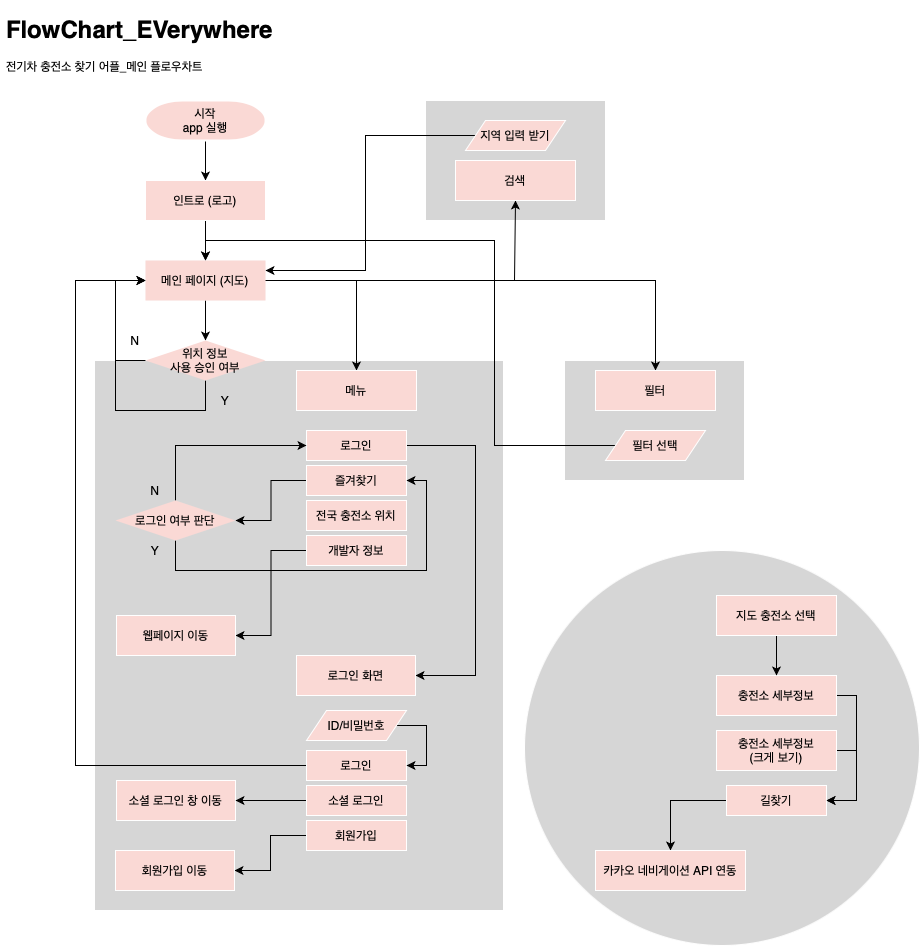 FlowChart_EVerywhere
전기차 충전소 찾기 어플_메인 플로우차트
시작
app 실행
인트로 (로고)
지역 입력 받기
검색
메인 페이지 (지도)
N
위치 정보
사용 승인 여부
Y
메뉴
필터
필터 선택
로그인
즐겨찾기
전국 충전소 위치
개발자 정보
N
로그인 여부 판단
Y
웹페이지 이동
로그인 화면
ID/비밀번호
로그인
소셜 로그인 창 이동
소셜 로그인
회원가입
회원가입 이동
지도 충전소 선택
충전소 세부정보
충전소 세부정보
(크게 보기)
길찾기
카카오 네비게이션 API 연동